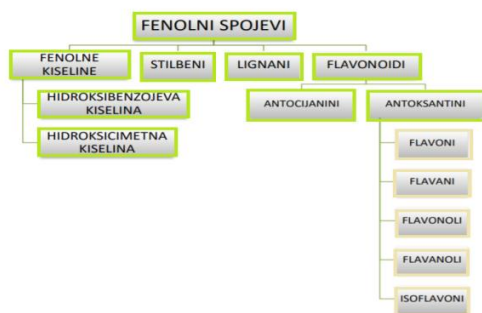 FENOLNI SPOJEVI
FENOLNE
KISELINE
STILBENI
LIGNANI
FLAVONOIDI
HIDROKSIBENZOJEVA
KISELINA
HIDROKSICIMETNA
KISELINA
ANTOCIJANINI
ANTOKSANTINI
FLAVONI
FLAVANI
FLAVONOLI
FLAVANOLI
ISOFLAVONI